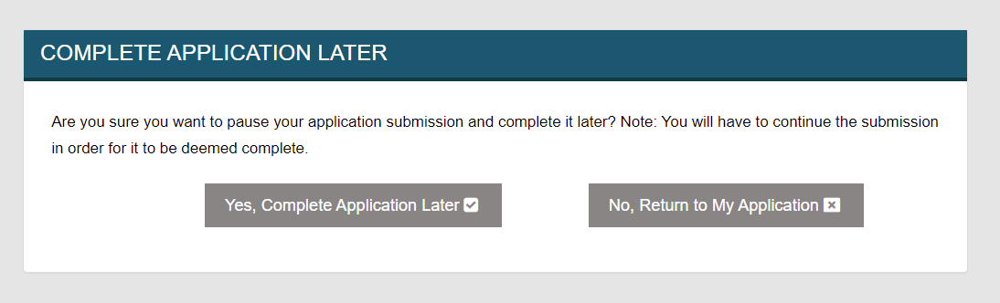 COMPLETE APPLICATION LATER
Are you sure you want to pause your application submission and complete it later? Note: You will have to continue the submission
in order for it to be deemed complete.
Yes, Complete Application Later
No, Return to My Application